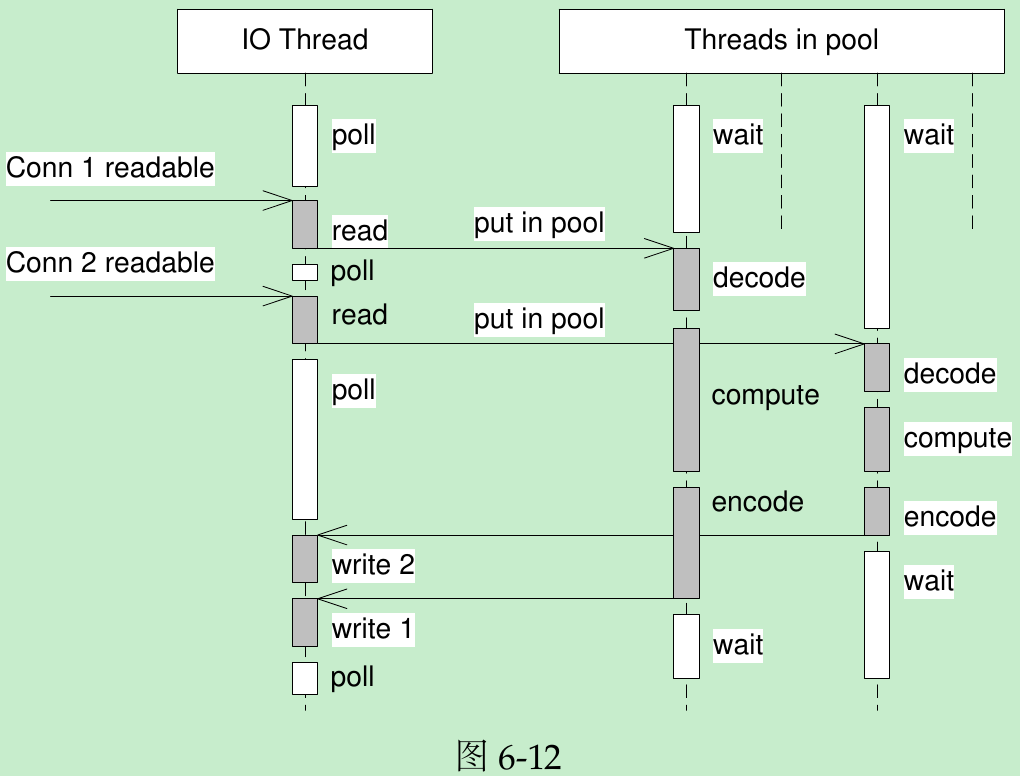 IO Thread
Threads in pool
poll
wait
wait
Conn 1 readable
read
put in pool
Conn 2 readable
poll
decode
read
put in pool
decode
poll
compute
compute
encode
encode
write 2
wait
write 1
wait
poll
图 6-12